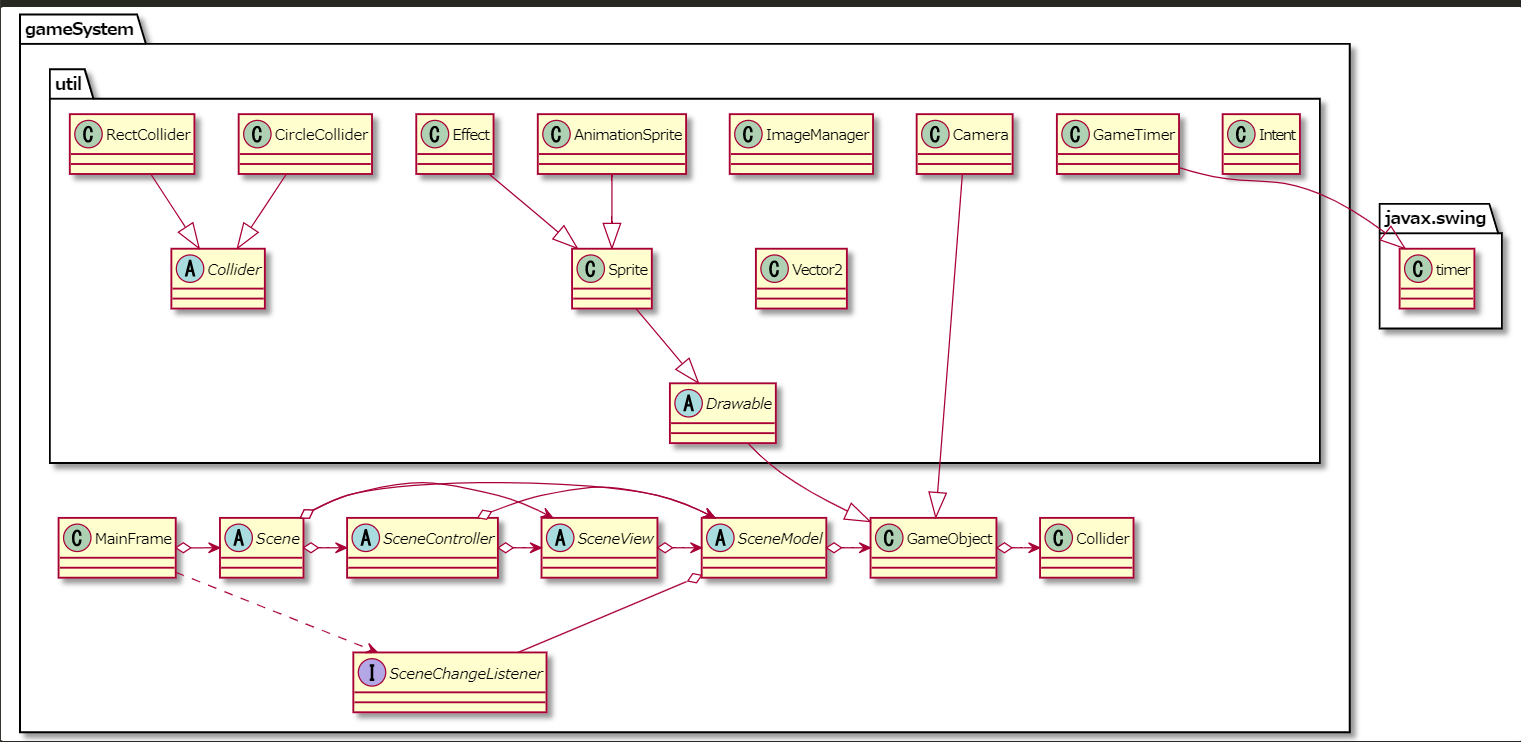 gameSystem
util
C RectCollider
C CircleCollider
C Effect
C AnimationSprite
C ImageManager
C Camera
C GameTimer
C Intent
javax.swing
A Collider
C Sprite
C Vector2
C timer
A Drawable
C MainFrame
A Scene
A SceneController
A SceneView
A SceneModel
C GameObject
C Collider
I SceneChangeListener